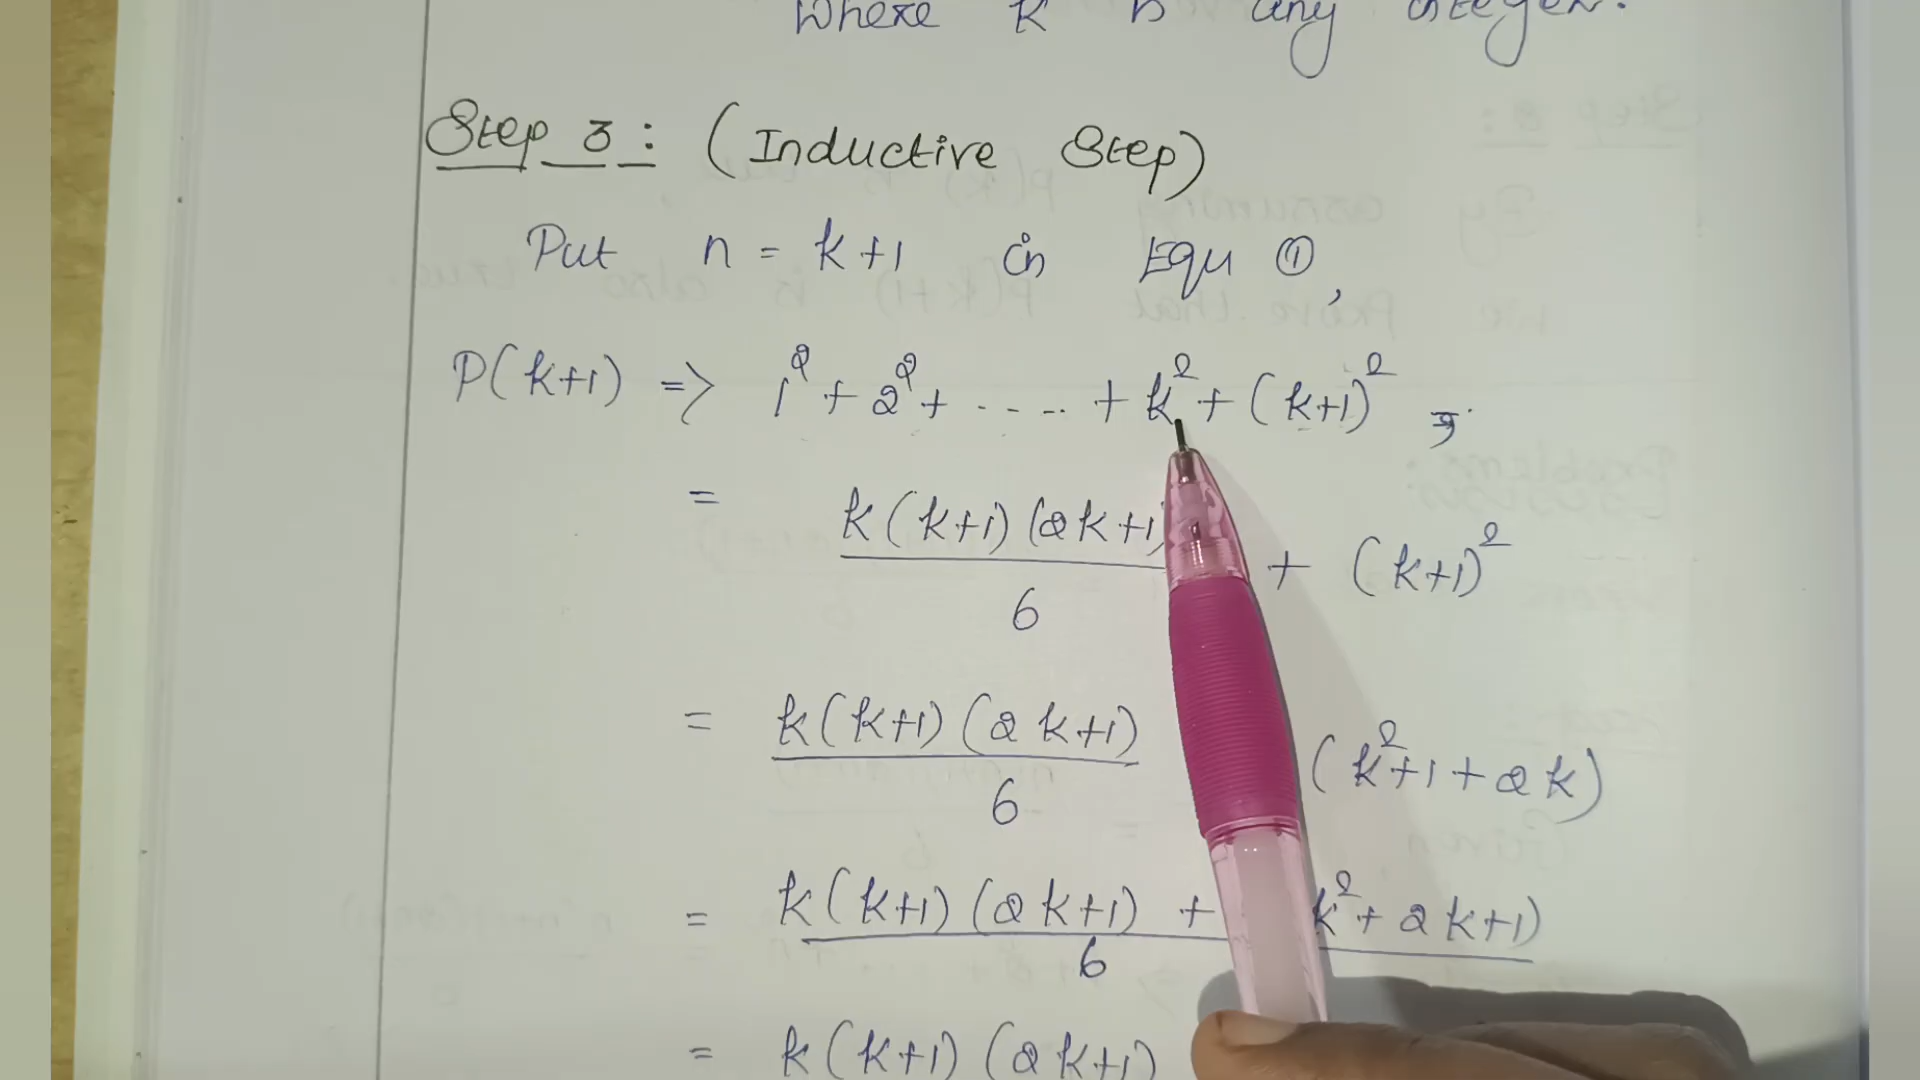 Where k is any integer.
Step 3: (Inductive Step)
Put n = k+1 in Equ ①,
P(k+1) => 1² + 2² + ---- + k² + (k+1)²
= k(k+1)(2k+1 / 6 + (k+1)²
= k(k+1)(2k+1) / 6 (k²+1+2k)
= k(k+1)(2k+1) + k²+2k+1) / 6
= k(k+1)(2k+1)